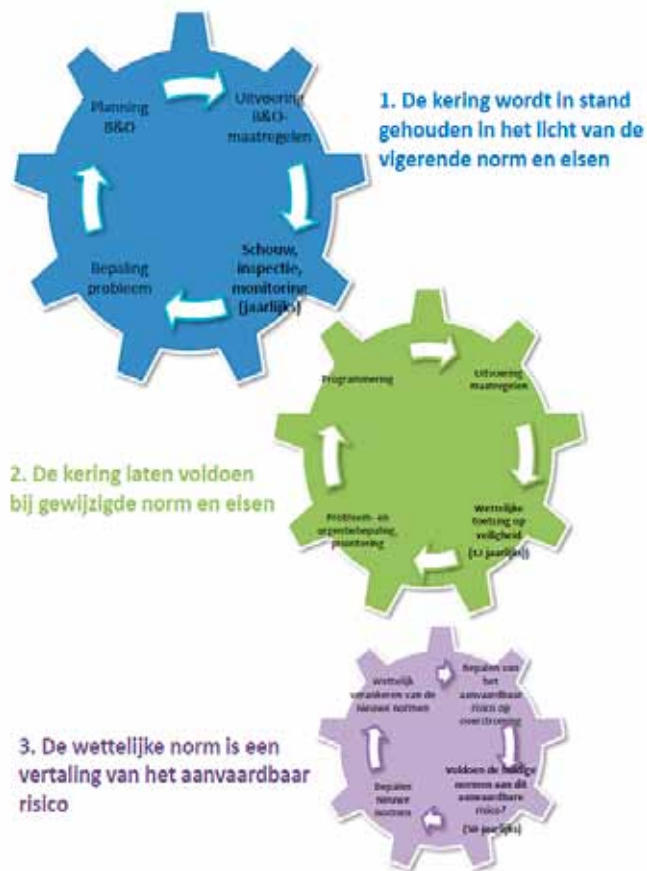 Planning
B&O
Uitvoering
B&O-
maatregelen
Schouw,
inspectie,
monitoring
(jaarlijks)
Bepaling
probleem
1. De kering wordt in stand
gehouden in het licht van de
vigerende norm en eisen
Programmering
Uitvoering
maatregelen
Wettelijke
toetsing op
veiligheid
(12 jaarlijks))
Probleem- en
urgentiebepaling,
prioritering
2. De kering laten voldoen
bij gewijzigde norm en eisen
Wettelijk
verankeren van de
nieuwe normen
Bepalen van
het
aanvaardbaar
risico op
overstroming
Voldoen de huidige
normen aan dit
aanvaardbare
risico?
jaarlijks)
Bepalen
nieuwe
normen
3. De wettelijke norm is een
vertaling van het aanvaardbaar
risico